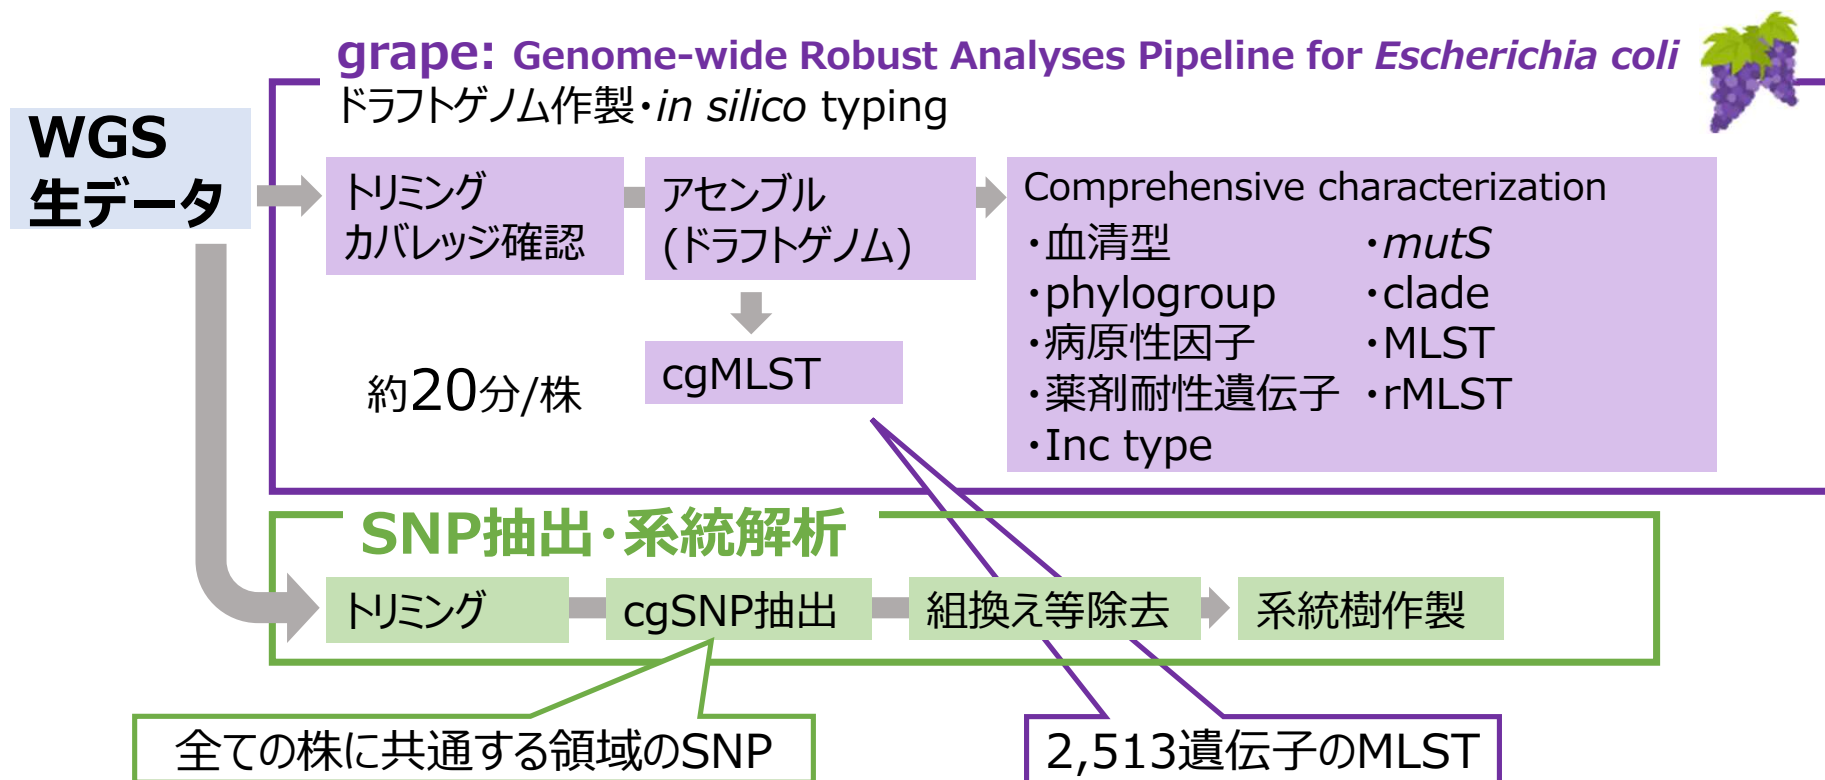 grape: Genome-wide Robust Analyses Pipeline for Escherichia coli
ドラフトゲノム作製・in silico typing
WGS
生データ
トリミング
カバレッジ確認
アセンブル
(ドラフトゲノム)
cgMLST
約20分/株
Comprehensive characterization
・血清型
・phylogroup
・病原性因子
・薬剤耐性遺伝子
・Inc type
・mutS
・clade
・MLST
・rMLST
SNP抽出・系統解析
トリミング
cgSNP抽出
組換え等除去
系統樹作製
全ての株に共通する領域のSNP
2,513遺伝子のMLST